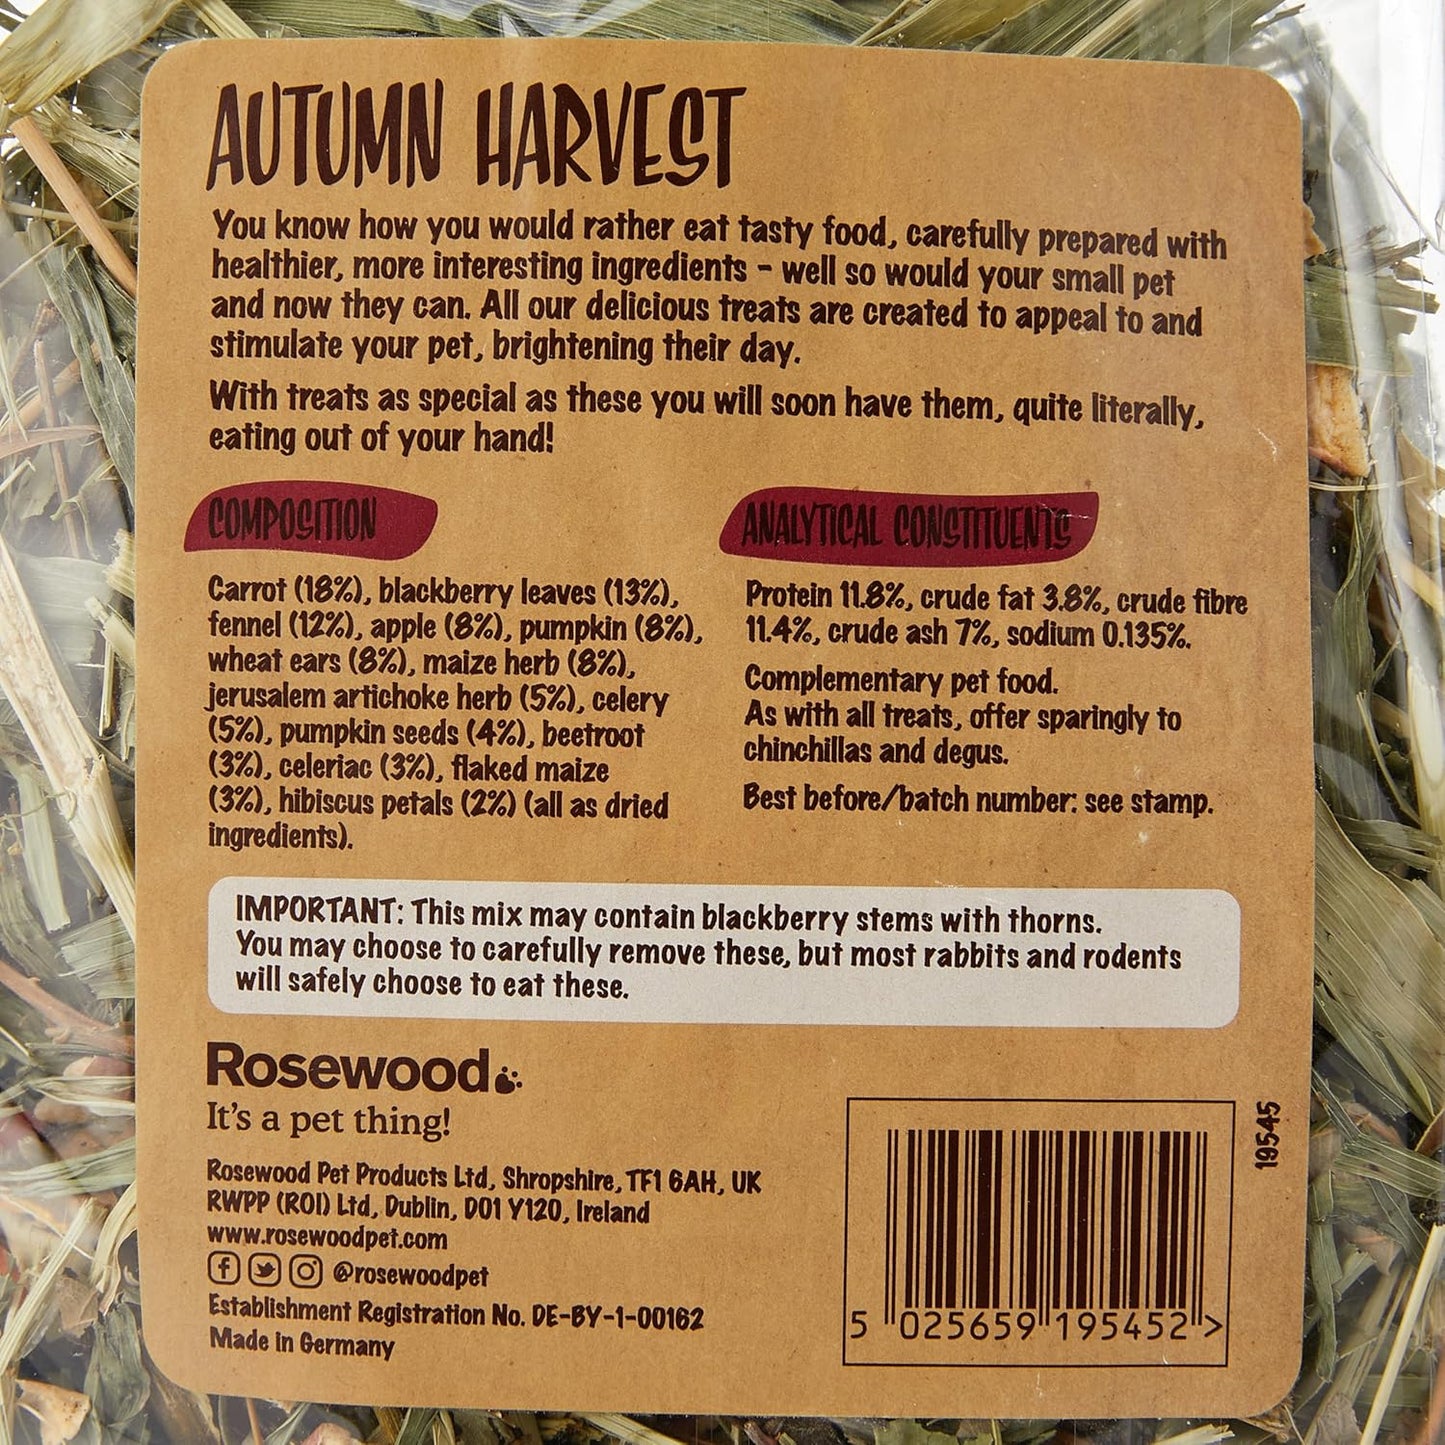 AUTUMN HARVEST
You know how you would rather eat tasty food, carefully prepared with
healthier, more interesting ingredients - well so would your small pet
and now they can. All our delicious treats are created to appeal to and
stimulate your pet, brightening their day.
With treats as special as these you will soon have them, quite literally,
eating out of your hand!
COMPOSITION
Carrot (18%), blackberry leaves (13%),
fennel (12%), apple (8%), pumpkin (8%),
wheat ears (8%), maize herb (8%),
jerusalem artichoke herb (5%), celery
(5%), pumpkin seeds (4%), beetroot
(3%), celeriac (3%), flaked maize
(3%), hibiscus petals (2%) (all as dried
ingredients).
ANALYTICAL CONSTITUENTS
Protein 11.8%, crude fat 3.8%, crude fibre
11.4%, crude ash 7%, sodium 0.135%.
Complementary pet food.
As with all treats, offer sparingly to
chinchillas and degus.
Best before/batch number: see stamp.
IMPORTANT: This mix may contain blackberry stems with thorns.
You may choose to carefully remove these, but most rabbits and rodents
will safely choose to eat these.
Rosewood
It's a pet thing!
Rosewood Pet Products Ltd, Shropshire, TF1 6AH, UK
RWPP (ROI) Ltd, Dublin, D01 Y120, Ireland
www.rosewoodpet.com
@rosewoodpet
Establishment Registration No. DE-BY-1-00162
Made in Germany
19545
5 025659 195452 >